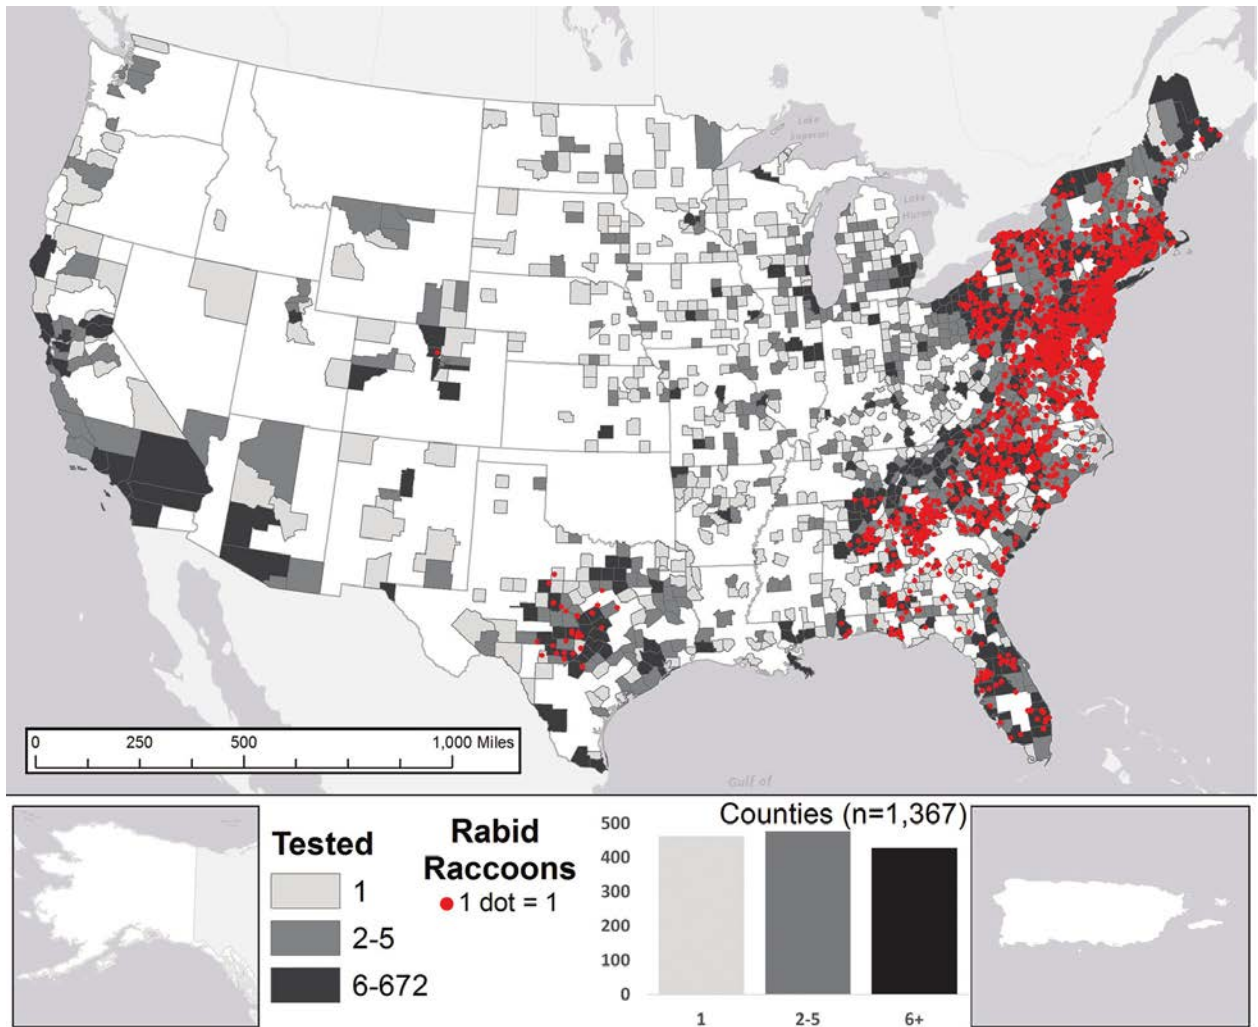 Lake
Superior
Lake
Huron
0
250
500
1,000 Miles
Gulf of
Tested
1
2-5
6-672
Rabid
Raccoons
1 dot = 1
Counties (n=1,367)
500
400
300
200
100
0
1
2-5
6+